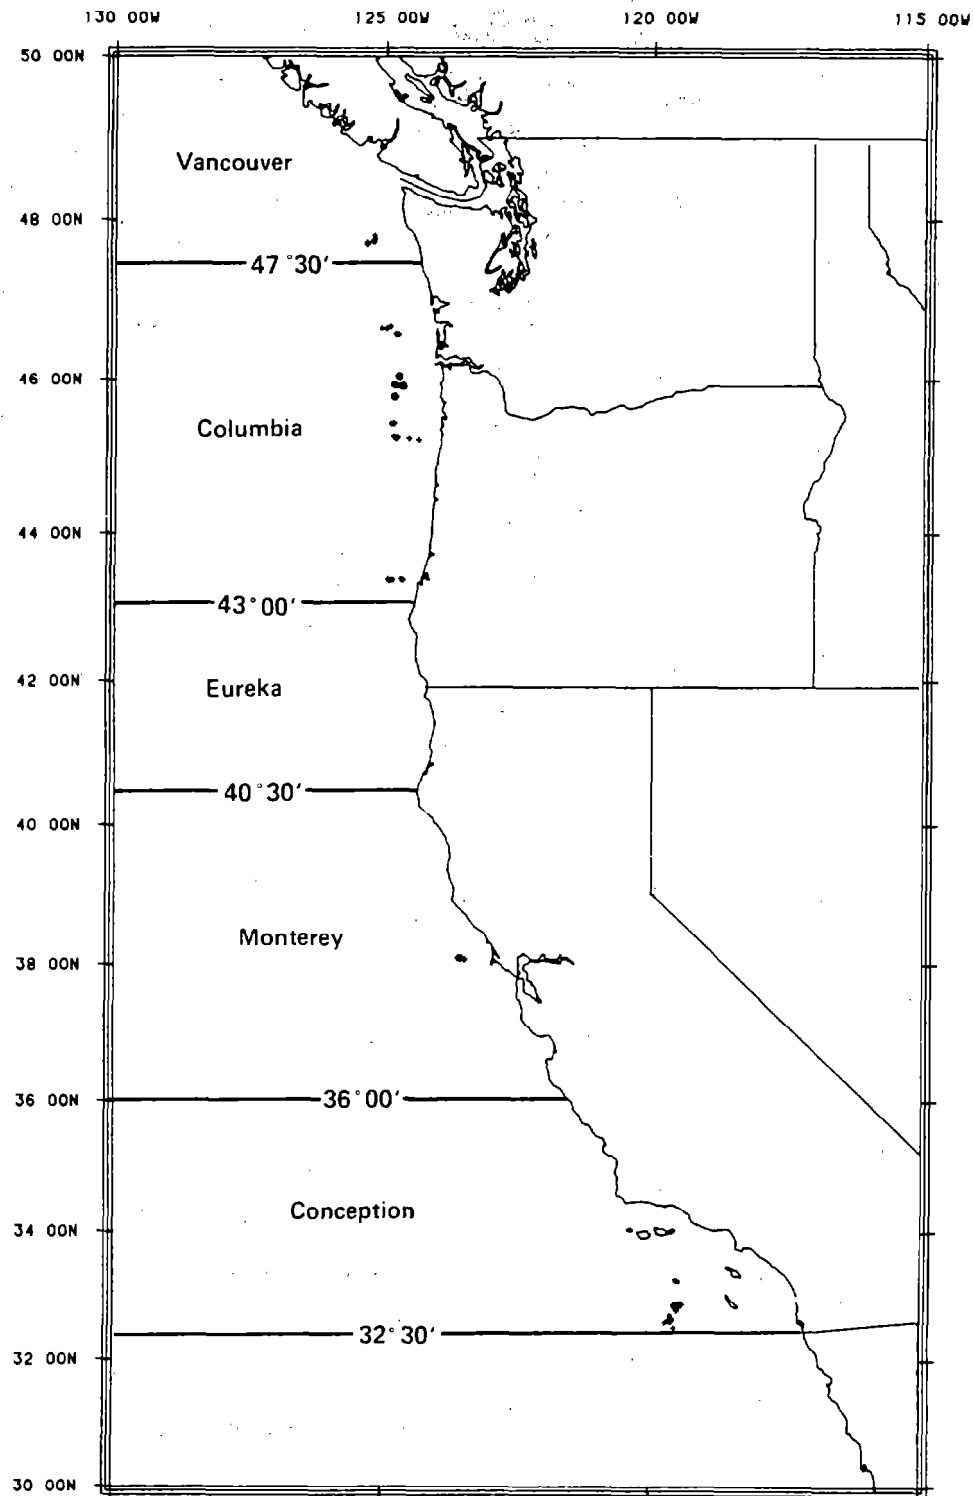 130 00W 125 00W 120 00W 115 00W
50 00N
Vancouver
48 00N
47°30′
46 00N
Columbia
44 00N
43°00′
42 00N
Eureka
40°30′
40 00N
Monterey
38 00N
36 00N 36°00′
Conception
34 00N
32°30′
32 00N
30 00N